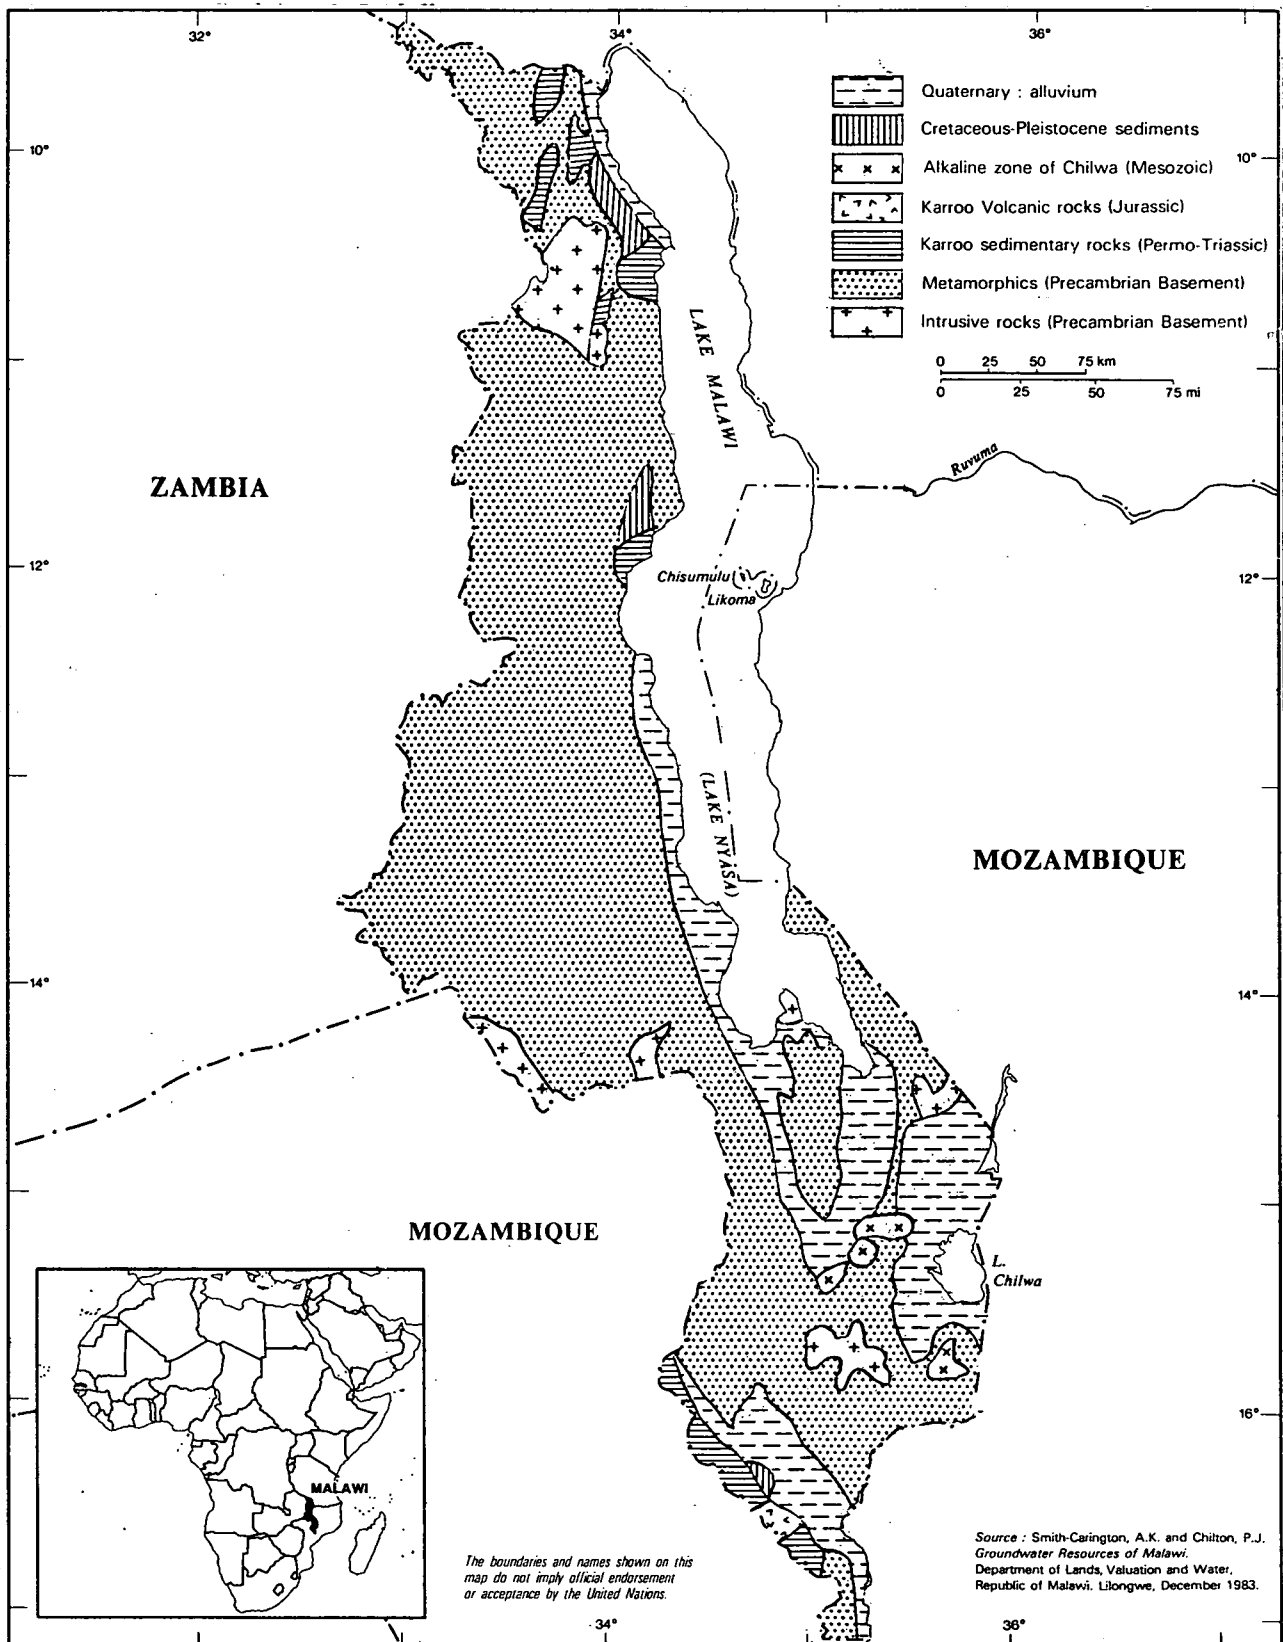 32°
34°
36°
Quaternary : alluvium
Cretaceous-Pleistocene sediments
10°
10°
Alkaline zone of Chilwa (Mesozoic)
Karroo Volcanic rocks (Jurassic)
Karroo sedimentary rocks (Permo-Triassic)
Metamorphics (Precambrian Basement)
Intrusive rocks (Precambrian Basement)
0 25 50 75 km
0 25 50 75 mi
LAKE MALAWI
Ruvuma
ZAMBIA
12°
12°
Chisumulu
Likoma
(LAKE NYASA)
MOZAMBIQUE
14°
14°
MOZAMBIQUE
L.
Chilwa
16°
MALAWI
The boundaries and names shown on this
map do not imply official endorsement
or acceptance by the United Nations.
Source : Smith-Carington, A.K. and Chilton, P.J.
Groundwater Resources of Malawi.
Department of Lands, Valuation and Water,
Republic of Malawi. Lilongwe, December 1983.
34°
36°